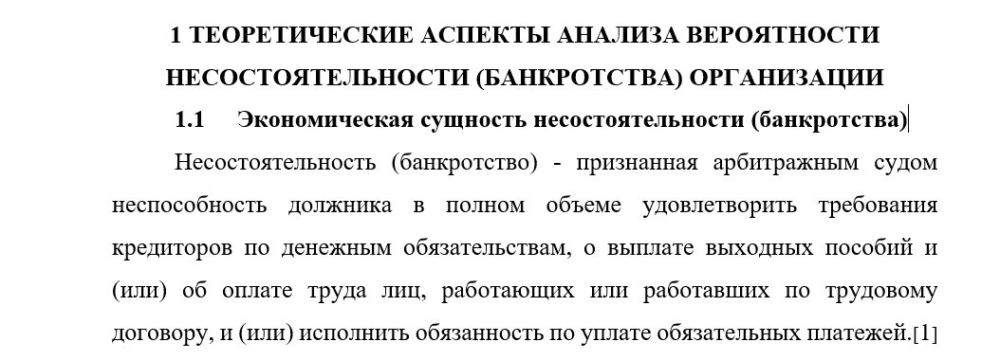 1 ТЕОРЕТИЧЕСКИЕ АСПЕКТЫ АНАЛИЗА ВЕРОЯТНОСТИ
НЕСОСТОЯТЕЛЬНОСТИ (БАНКРОТСТВА) ОРГАНИЗАЦИИ
1.1 Экономическая сущность несостоятельности (банкротства)
Несостоятельность (банкротство) - признанная арбитражным судом
неспособность должника в полном объеме удовлетворить требования
кредиторов по денежным обязательствам, о выплате выходных пособий и
(или) об оплате труда лиц, работающих или работавших по трудовому
договору, и (или) исполнить обязанность по уплате обязательных платежей.[1]